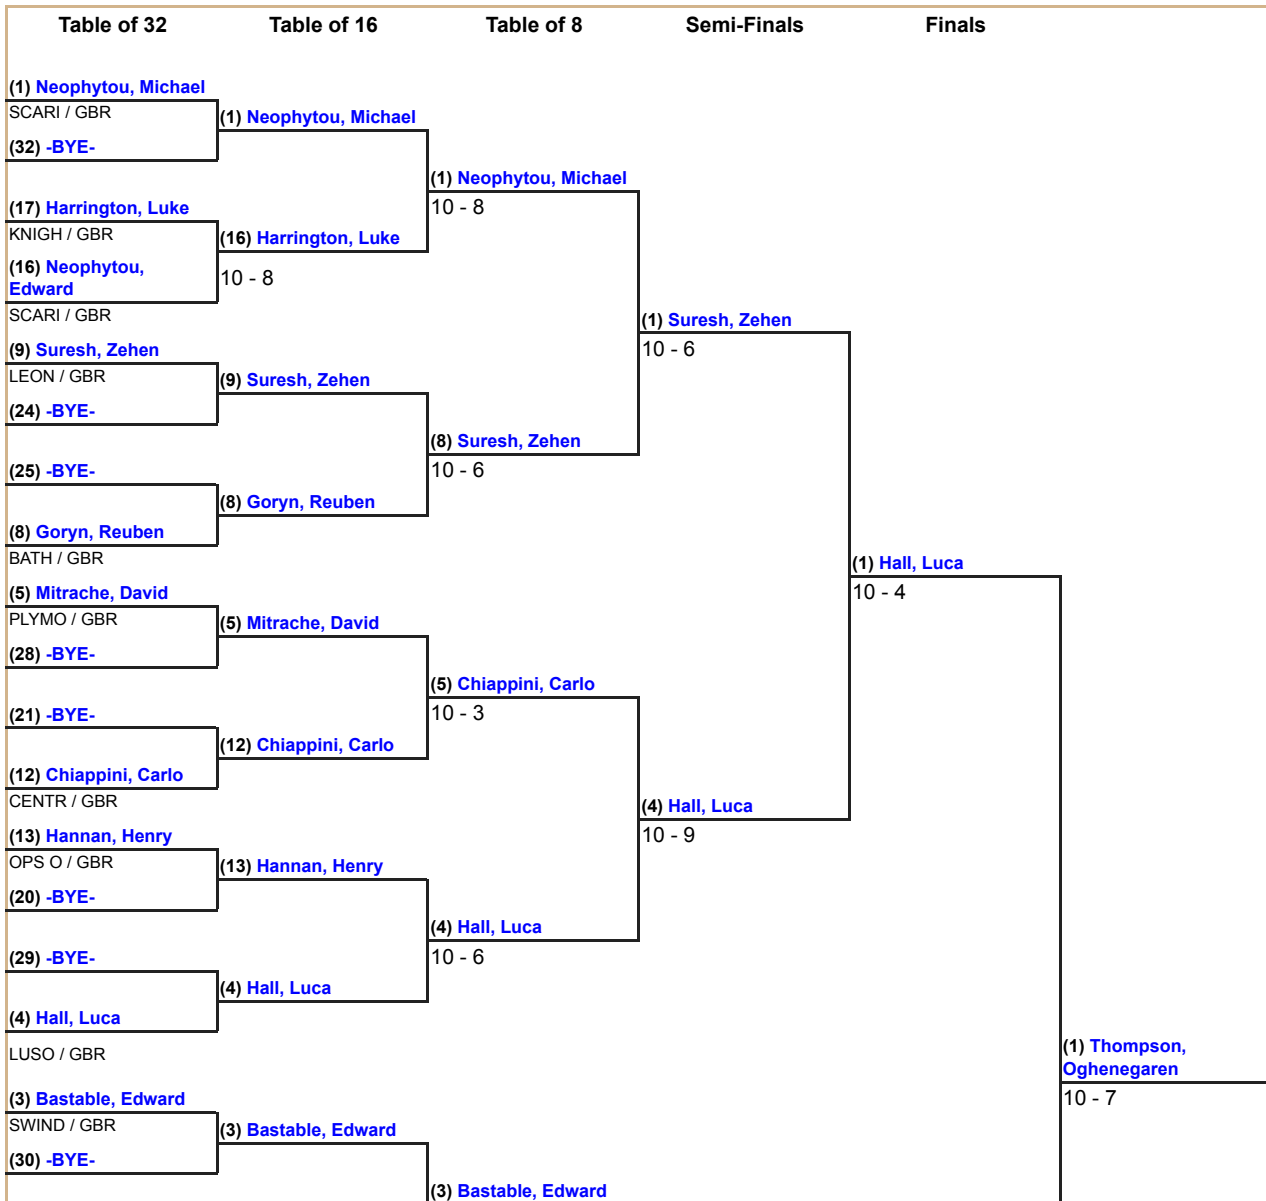 Table of 32
Table of 16
Table of 8
Semi-Finals
Finals
(1) Neophytou, Michael
SCARI / GBR
(32) -BYE-
(17) Harrington, Luke
KNIGH / GBR
(16) Neophytou,
Edward
SCARI / GBR
(9) Suresh, Zehen
LEON / GBR
(24) -BYE-
(25) -BYE-
(8) Goryn, Reuben
BATH / GBR
(5) Mitrache, David
PLYMO / GBR
(28) -BYE-
(21) -BYE-
(12) Chiappini, Carlo
CENTR / GBR
(13) Hannan, Henry
OPS O / GBR
(20) -BYE-
(29) -BYE-
(4) Hall, Luca
LUSO / GBR
(3) Bastable, Edward
SWIND / GBR
(30) -BYE-
(1) Neophytou, Michael
(16) Harrington, Luke
10 - 8
(9) Suresh, Zehen
(8) Goryn, Reuben
(5) Mitrache, David
(12) Chiappini, Carlo
(13) Hannan, Henry
(4) Hall, Luca
(3) Bastable, Edward
(1) Neophytou, Michael
10 - 8
(8) Suresh, Zehen
10 - 6
(5) Chiappini, Carlo
10 - 3
(4) Hall, Luca
10 - 6
(3) Bastable, Edward
(1) Suresh, Zehen
10 - 6
(4) Hall, Luca
10 - 9
(1) Hall, Luca
10 - 4
(1) Thompson,
Oghenegaren
10 - 7